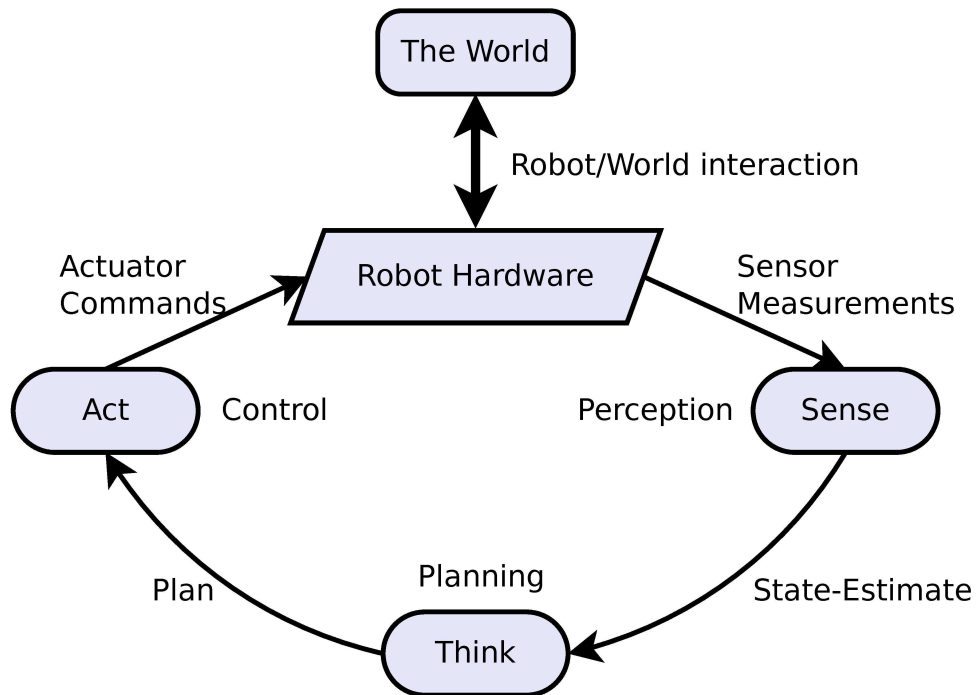 The World
Robot/World interaction
Robot Hardware
Actuator
Commands
Sensor
Measurements
Act
Control
Perception
Sense
Plan
Planning
State-Estimate
Think